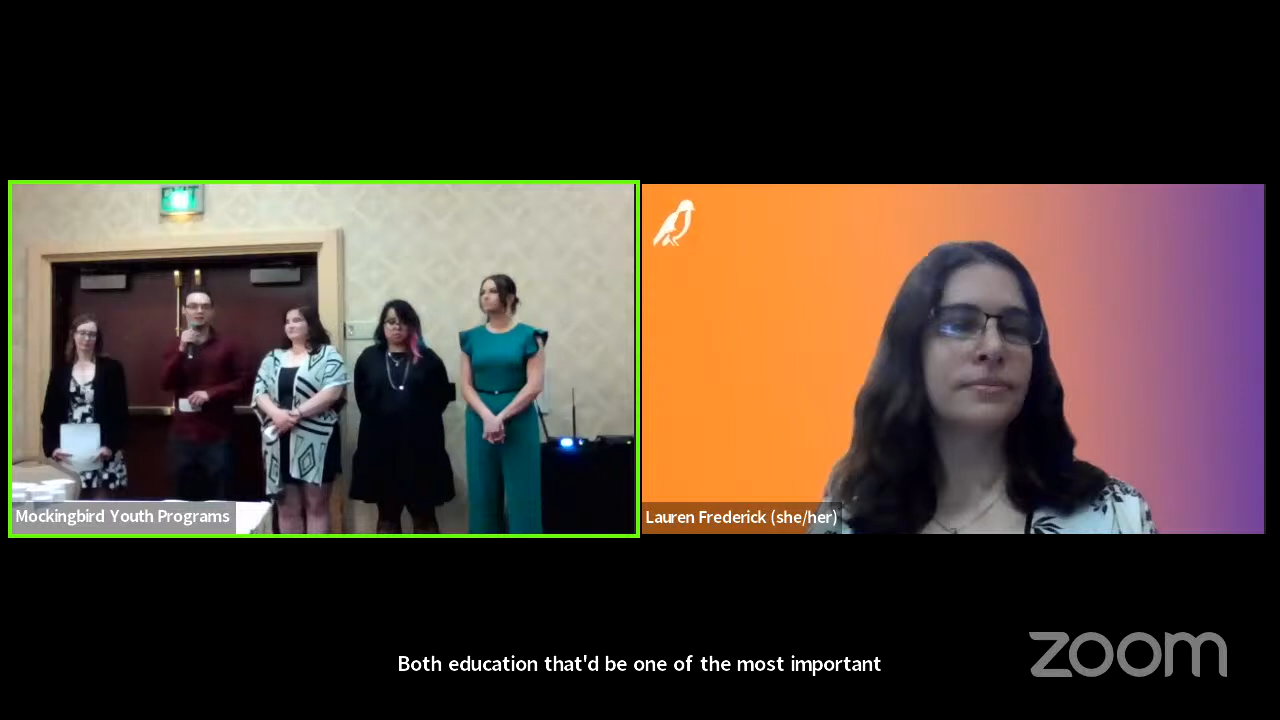 EXIT
Mockingbird Youth Programs
Lauren Frederick (she/her)
Both education that'd be one of the most important
zoom